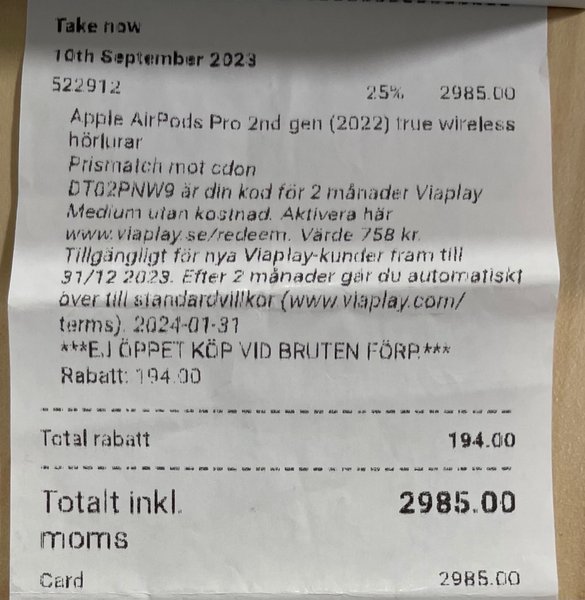 Take now
10th September 2023
522912 25% 2985.00
Apple AirPods Pro 2nd gen (2022) true wireless
hörlurar
Prismatch mot cdon
DT02PNW9 är din kod för 2 månader Viaplay
Medium utan kostnad. Aktivera här
www.viaplay.se/redeem. Värde 758 kr.
Tillgängligt för nya Viaplay-kunder fram till
31/12 2023. Efter 2 månader går du automatiskt
över till standardvillkor (www.viaplay.com/
terms). 2024-01-31
***EJ ÖPPET KÖP VID BRUTEN FÖRP.***
Rabatt: 194.00
Total rabatt 194.00
Totalt inkl. 2985.00
moms
Card 2985.00